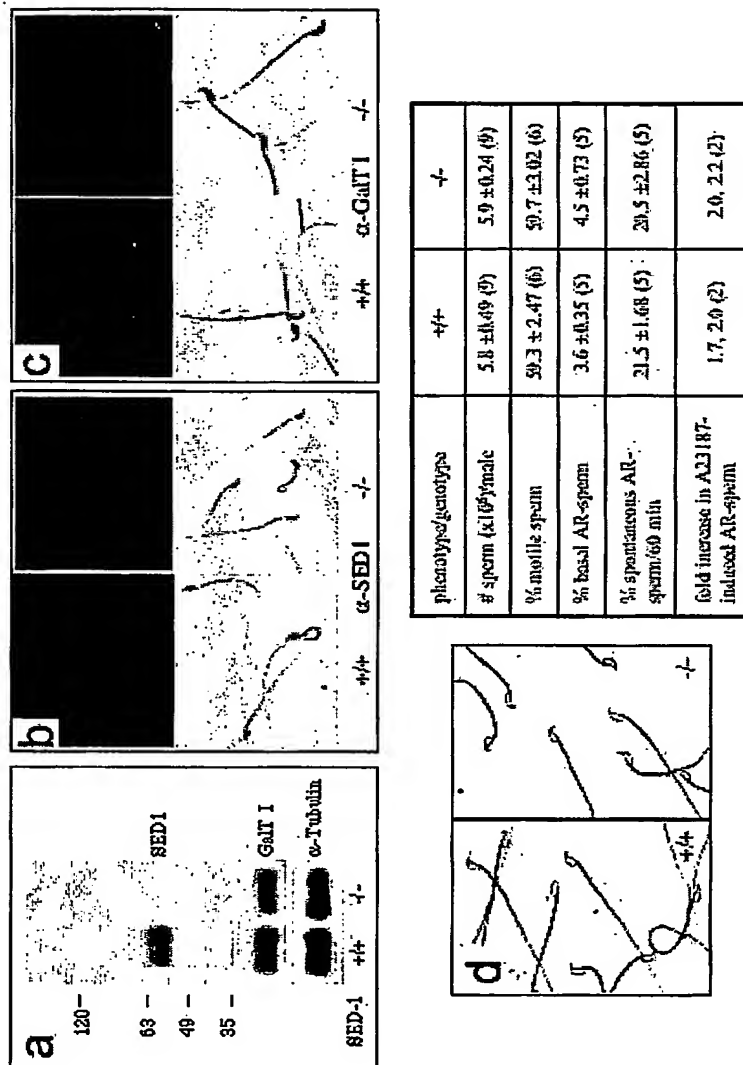 a
120 –
63 –
49 –
35 –
SED1
GalT I
α-Tubulin
SED-1 +/+ -/-
b
+/+ -/-
α-SED1
c
+/+ -/-
α-GalT I
d
+/+ -/-
phenotype/genotype +/+ -/-
# sperm (x10⁶)/male 5.8 ±0.49 (9) 5.9 ±0.24 (9)
% motile sperm 59.3 ± 2.47 (6) 59.7 ±3.02 (6)
% basal AR-sperm 3.6 ±0.35 (5) 4.5 ±0.73 (5)
% spontaneous AR-
sperm/60 min 21.5 ±1.68 (5) 20.5 ±2.86 (5)
fold increase in A23187-
induced AR-sperm 1.7, 2.0 (2) 2.0, 2.2 (2)